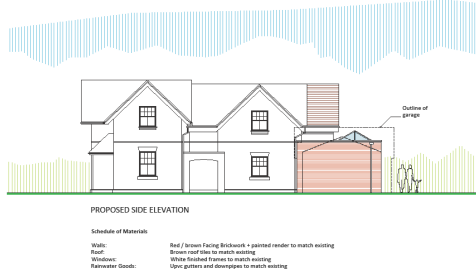 Outline of
garage
PROPOSED SIDE ELEVATION
Schedule of Materials
Walls: Red / brown Facing Brickwork + painted render to match existing
Roof: Brown roof tiles to match existing
Windows: White finished frames to match existing
Rainwater Goods: Upvc gutters and downpipes to match existing